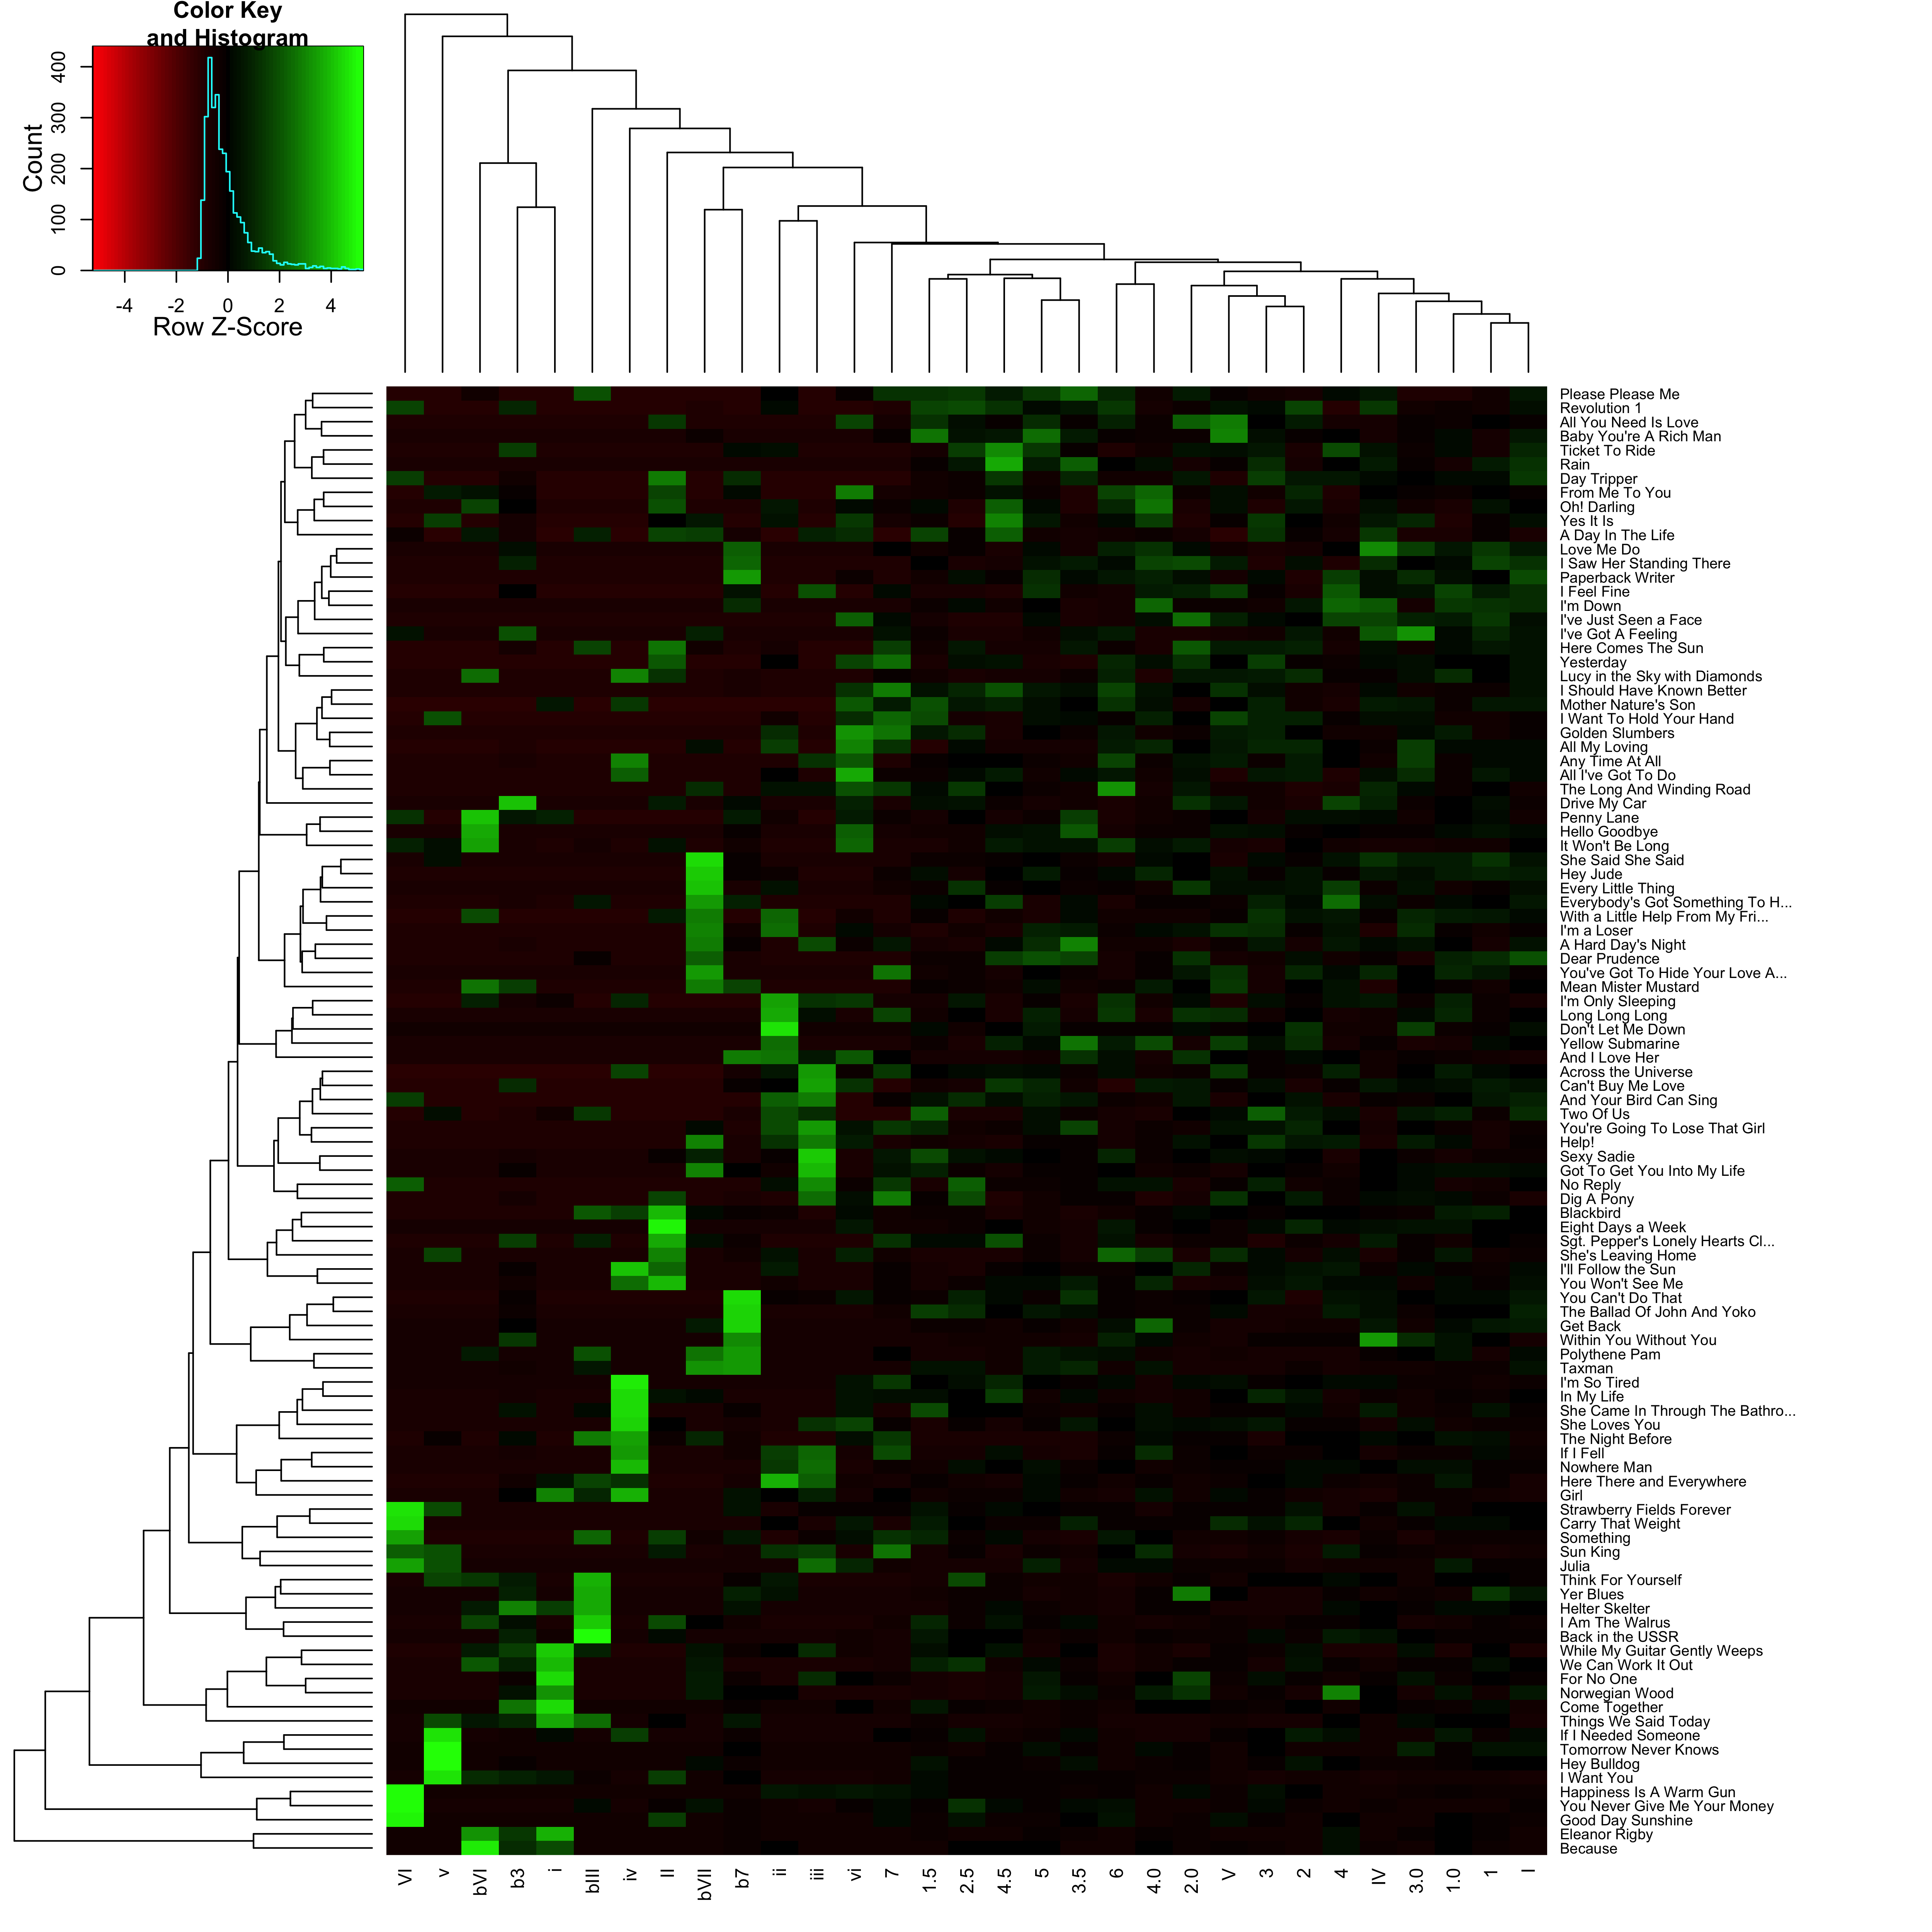 Color Key
and Histogram
Count
0
100
200
300
400
-4 -2 0 2 4
Row Z-Score
Please Please Me
Revolution 1
All You Need Is Love
Baby You're A Rich Man
Ticket To Ride
Rain
Day Tripper
From Me To You
Oh! Darling
Yes It Is
A Day In The Life
Love Me Do
I Saw Her Standing There
Paperback Writer
I Feel Fine
I'm Down
I've Just Seen a Face
I've Got A Feeling
Here Comes The Sun
Yesterday
Lucy in the Sky with Diamonds
I Should Have Known Better
Mother Nature's Son
I Want To Hold Your Hand
Golden Slumbers
All My Loving
Any Time At All
All I've Got To Do
The Long And Winding Road
Drive My Car
Penny Lane
Hello Goodbye
It Won't Be Long
She Said She Said
Hey Jude
Every Little Thing
Everybody's Got Something To H...
With a Little Help From My Fri...
I'm a Loser
A Hard Day's Night
Dear Prudence
You've Got To Hide Your Love A...
Mean Mister Mustard
I'm Only Sleeping
Long Long Long
Don't Let Me Down
Yellow Submarine
And I Love Her
Across the Universe
Can't Buy Me Love
And Your Bird Can Sing
Two Of Us
You're Going To Lose That Girl
Help!
Sexy Sadie
Got To Get You Into My Life
No Reply
Dig A Pony
Blackbird
Eight Days a Week
Sgt. Pepper's Lonely Hearts Cl...
She's Leaving Home
I'll Follow the Sun
You Won't See Me
You Can't Do That
The Ballad Of John And Yoko
Get Back
Within You Without You
Polythene Pam
Taxman
I'm So Tired
In My Life
She Came In Through The Bathro...
She Loves You
The Night Before
If I Fell
Nowhere Man
Here There and Everywhere
Girl
Strawberry Fields Forever
Carry That Weight
Something
Sun King
Julia
Think For Yourself
Yer Blues
Helter Skelter
I Am The Walrus
Back in the USSR
While My Guitar Gently Weeps
We Can Work It Out
For No One
Norwegian Wood
Come Together
Things We Said Today
If I Needed Someone
Tomorrow Never Knows
Hey Bulldog
I Want You
Happiness Is A Warm Gun
You Never Give Me Your Money
Good Day Sunshine
Eleanor Rigby
Because
VI v bVI b3 i bIII iv II bVII b7 ii iii vi 7 1.5 2.5 4.5 5 3.5 6 4.0 2.0 V 3 2 4 IV 3.0 1.0 1 I